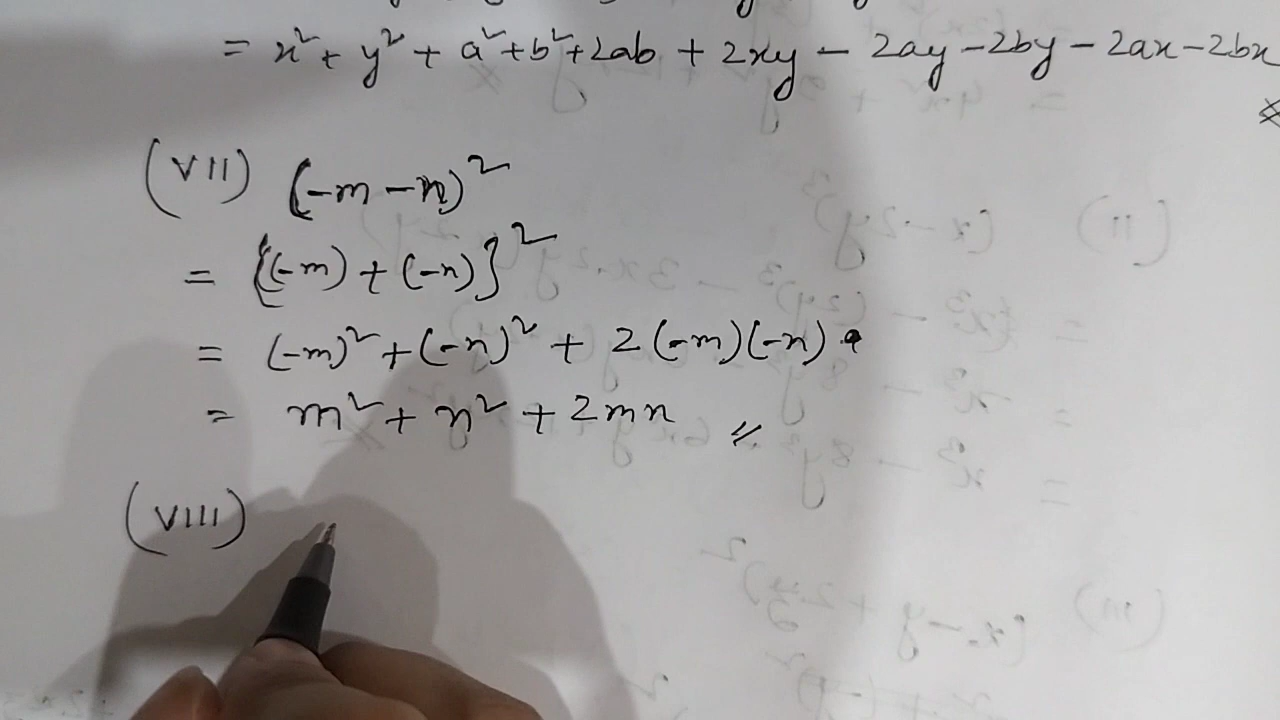 = x² + y² + a² + b² + 2ab + 2xy − 2ay − 2by − 2ax − 2bx
(VII) (-m - n)²
= {(-m) + (-n)}²
= (-m)² + (-n)² + 2(-m)(-n).
= m² + n² + 2mn //
(VIII)